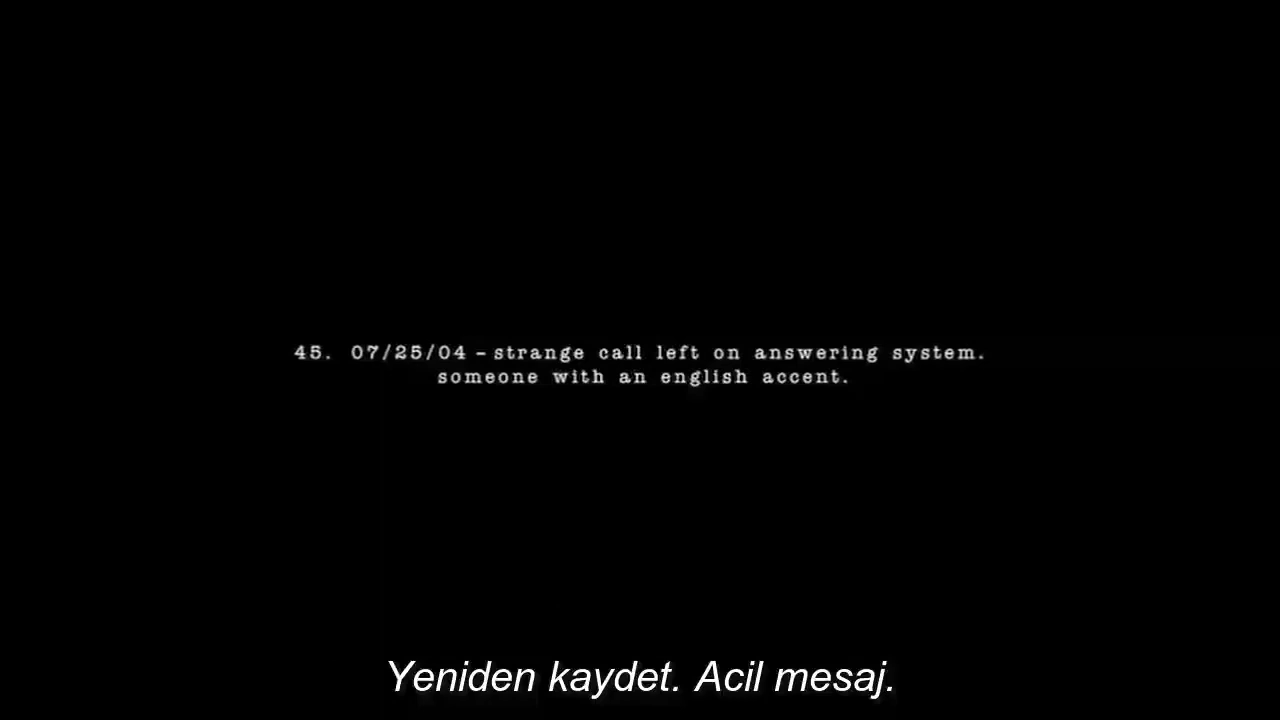 45. 07/25/04 – strange call left on answering system.
someone with an english accent.
Yeniden kaydet. Acil mesaj.